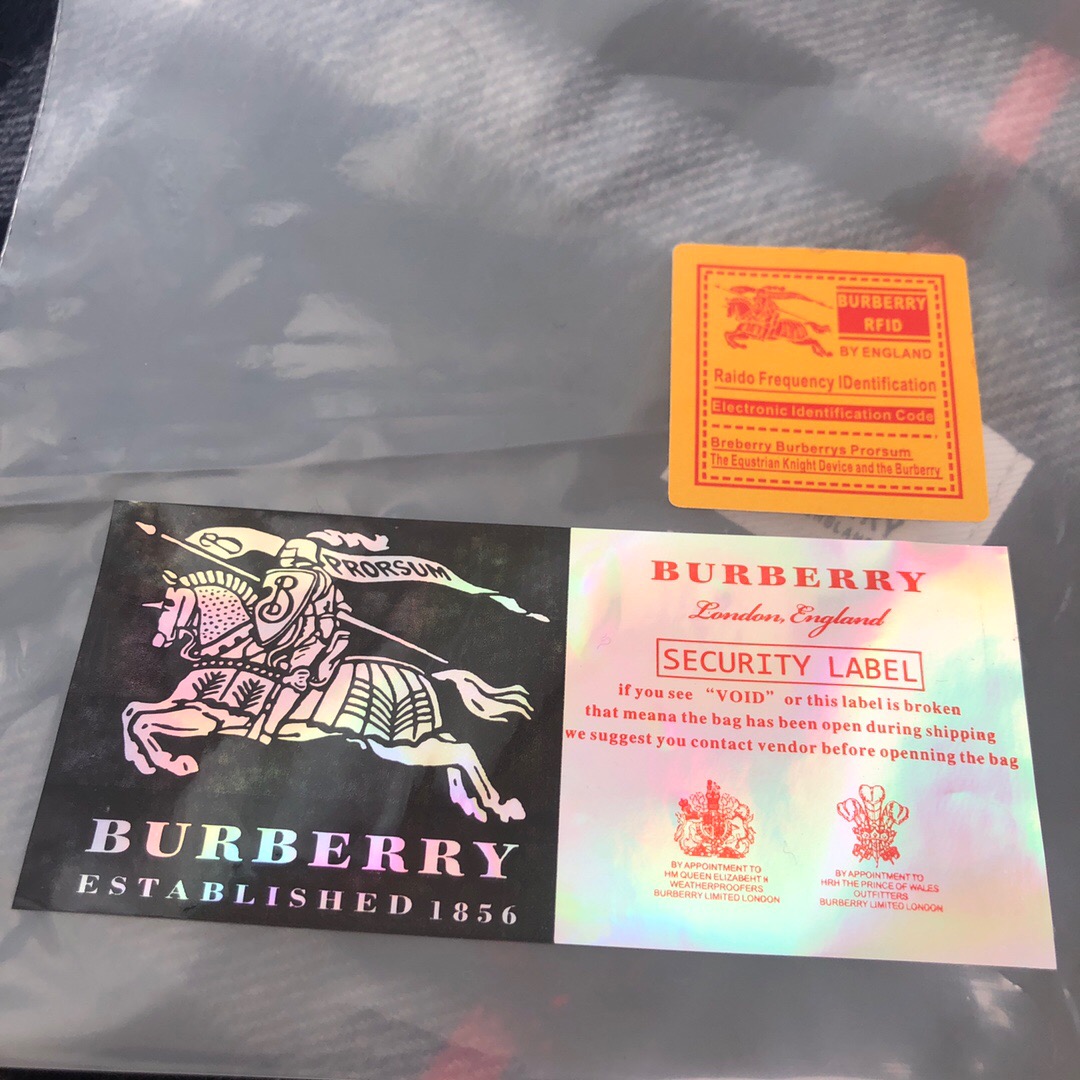 BURBERRY
RFID
BY ENGLAND
Raido Frequency IDentification
Electronic Identification Code
Breberry Burberrys Prorsum
The Equstrian Knight Device and the Burberry
B
PRORSUM
B
BURBERRY
ESTABLISHED 1856
BURBERRY
London, England
SECURITY LABEL
if you see “VOID” or this label is broken
that meana the bag has been open during shipping
we suggest you contact vendor before openning the bag
BY APPOINTMENT TO
HM QUEEN ELIZABEHT H
WEATHERPROOFERS
BURBERRY LIMITED LONDON
BY APPOINTMENT TO
HRH THE PRINCE OF WALES
OUTFITTERS
BURBERRY LIMITED LONDON